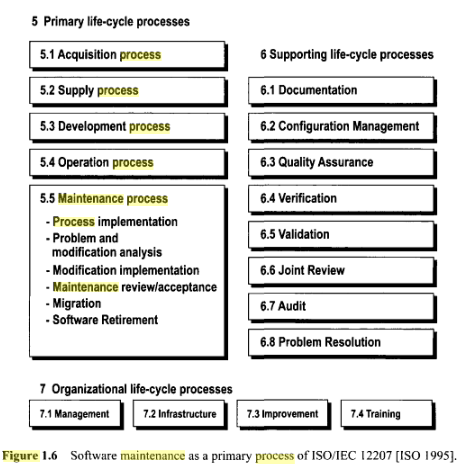 5 Primary life-cycle processes
5.1 Acquisition process
5.2 Supply process
5.3 Development process
5.4 Operation process
5.5 Maintenance process
- Process implementation
- Problem and
modification analysis
- Modification implementation
- Maintenance review/acceptance
- Migration
- Software Retirement
6 Supporting life-cycle processes
6.1 Documentation
6.2 Configuration Management
6.3 Quality Assurance
6.4 Verification
6.5 Validation
6.6 Joint Review
6.7 Audit
6.8 Problem Resolution
7 Organizational life-cycle processes
7.1 Management
7.2 Infrastructure
7.3 Improvement
7.4 Training
Figure 1.6 Software maintenance as a primary process of ISO/IEC 12207 [ISO 1995].